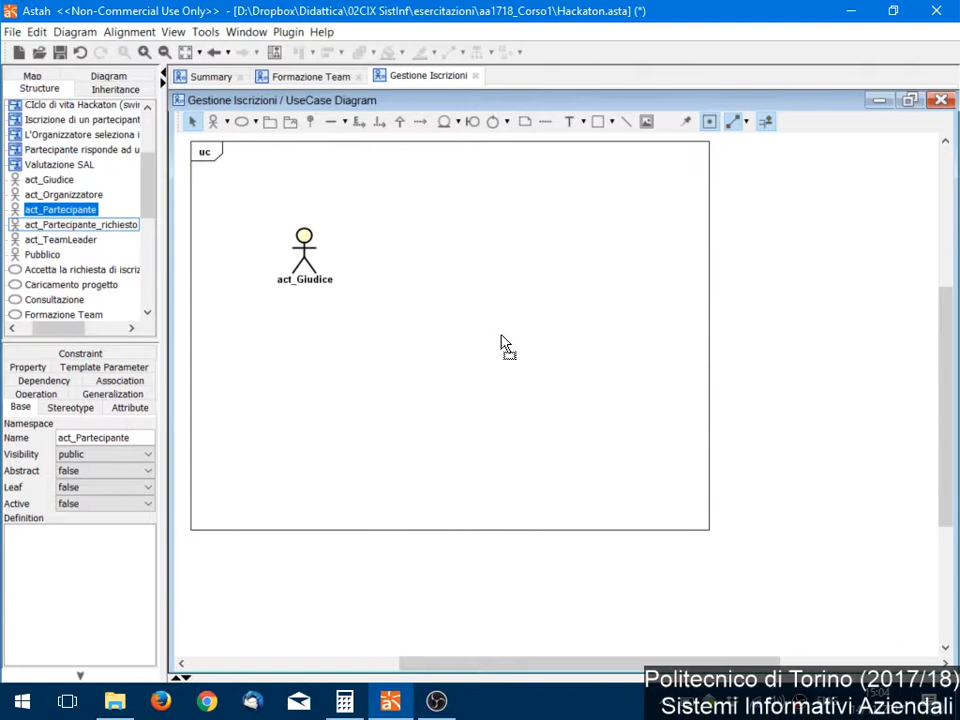 Astah <<Non-Commercial Use Only>> - [D:\Dropbox\Didattica\02CIX SistInf\esercitazioni\aa1718_Corso1\Hackaton.asta] (*)
File Edit Diagram Alignment View Tools Window Plugin Help
Map Diagram
Structure Inheritance
CIclo di vita Hackaton (swin
Iscrizione di un partecipant
L'Organizzatore seleziona i
Partecipante risponde ad u
Valutazione SAL
act_Giudice
act_Organizzatore
act_Partecipante
act_Partecipante_richiesto
act_TeamLeader
Pubblico
Accetta la richiesta di iscriz
Caricamento progetto
Consultazione
Formazione Team
Constraint
Property Template Parameter
Dependency Association
Operation Generalization
Base Stereotype Attribute
Namespace
Name act_Partecipante
Visibility public
Abstract false
Leaf false
Active false
Definition
Summary Formazione Team Gestione Iscrizioni
Gestione Iscrizioni / UseCase Diagram
uc
act_Giudice
Politecnico di Torino (2017/18)
Sistemi Informativi Aziendali